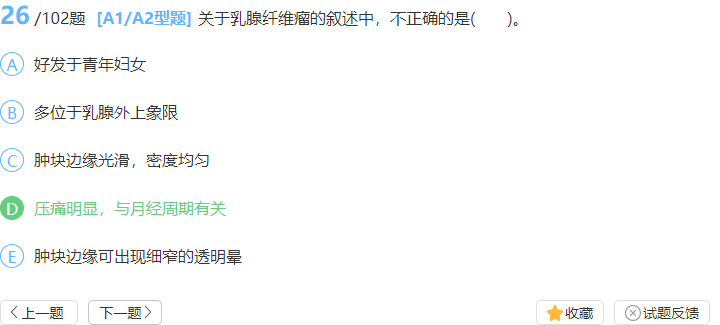 26 /102题 [A1/A2型题] 关于乳腺纤维瘤的叙述中，不正确的是(　　)。
A 好发于青年妇女
B 多位于乳腺外上象限
C 肿块边缘光滑，密度均匀
D 压痛明显，与月经周期有关
E 肿块边缘可出现细窄的透明晕
上一题 下一题 收藏 试题反馈